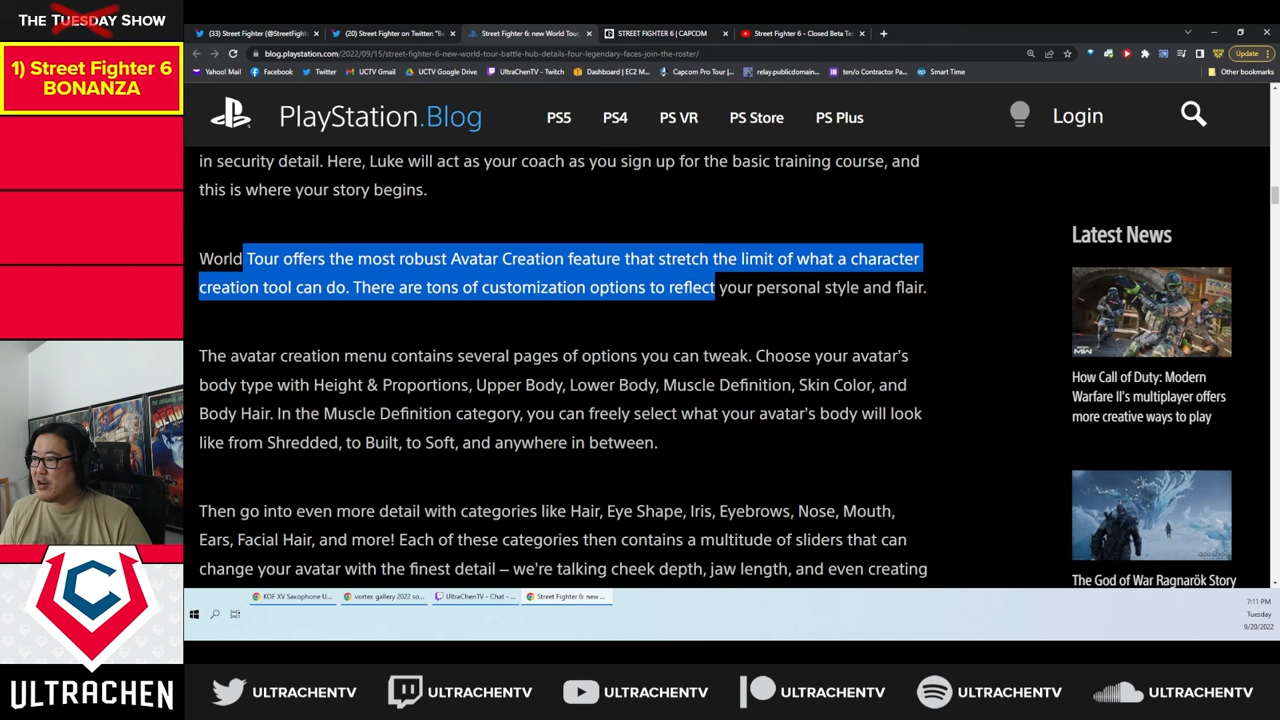 THE TUESDAY SHOW
1) Street Fighter 6
BONANZA
(33) Street Fighter (@StreetFight
(20) Street Fighter on Twitter: "B
Street Fighter 6: new World Tour
STREET FIGHTER 6 | CAPCOM
Street Fighter 6 - Closed Beta Te
blog.playstation.com/2022/09/15/street-fighter-6-new-world-tour-battle-hub-details-four-legendary-faces-join-the-roster/
Update
Yahoo! Mail
Facebook
Twitter
UCTV Gmail
UCTV Google Drive
UltraChenTV - Twitch
Dashboard | EC2 M...
Capcom Pro Tour |...
relay.publicdomain...
ten/o Contractor Pa...
Smart Time
Other bookmarks
PlayStation.Blog
PS5
PS4
PS VR
PS Store
PS Plus
Login
in security detail. Here, Luke will act as your coach as you sign up for the basic training course, and
this is where your story begins.
World Tour offers the most robust Avatar Creation feature that stretch the limit of what a character
creation tool can do. There are tons of customization options to reflect your personal style and flair.
The avatar creation menu contains several pages of options you can tweak. Choose your avatar's
body type with Height & Proportions, Upper Body, Lower Body, Muscle Definition, Skin Color, and
Body Hair. In the Muscle Definition category, you can freely select what your avatar's body will look
like from Shredded, to Built, to Soft, and anywhere in between.
Then go into even more detail with categories like Hair, Eye Shape, Iris, Eyebrows, Nose, Mouth,
Ears, Facial Hair, and more! Each of these categories then contains a multitude of sliders that can
change your avatar with the finest detail – we're talking cheek depth, jaw length, and even creating
Latest News
How Call of Duty: Modern
Warfare II's multiplayer offers
more creative ways to play
The God of War Ragnarök Story
KOF XV Saxophone U...
vortex gallery 2022 so...
UltraChenTV - Chat - ...
Street Fighter 6: new ...
7:11 PM
Tuesday
9/20/2022
ULTRACHEN
ULTRACHENTV
ULTRACHENTV
ULTRACHENTV
ULTRACHENTV
ULTRACHENTV
ULTRACHENTV